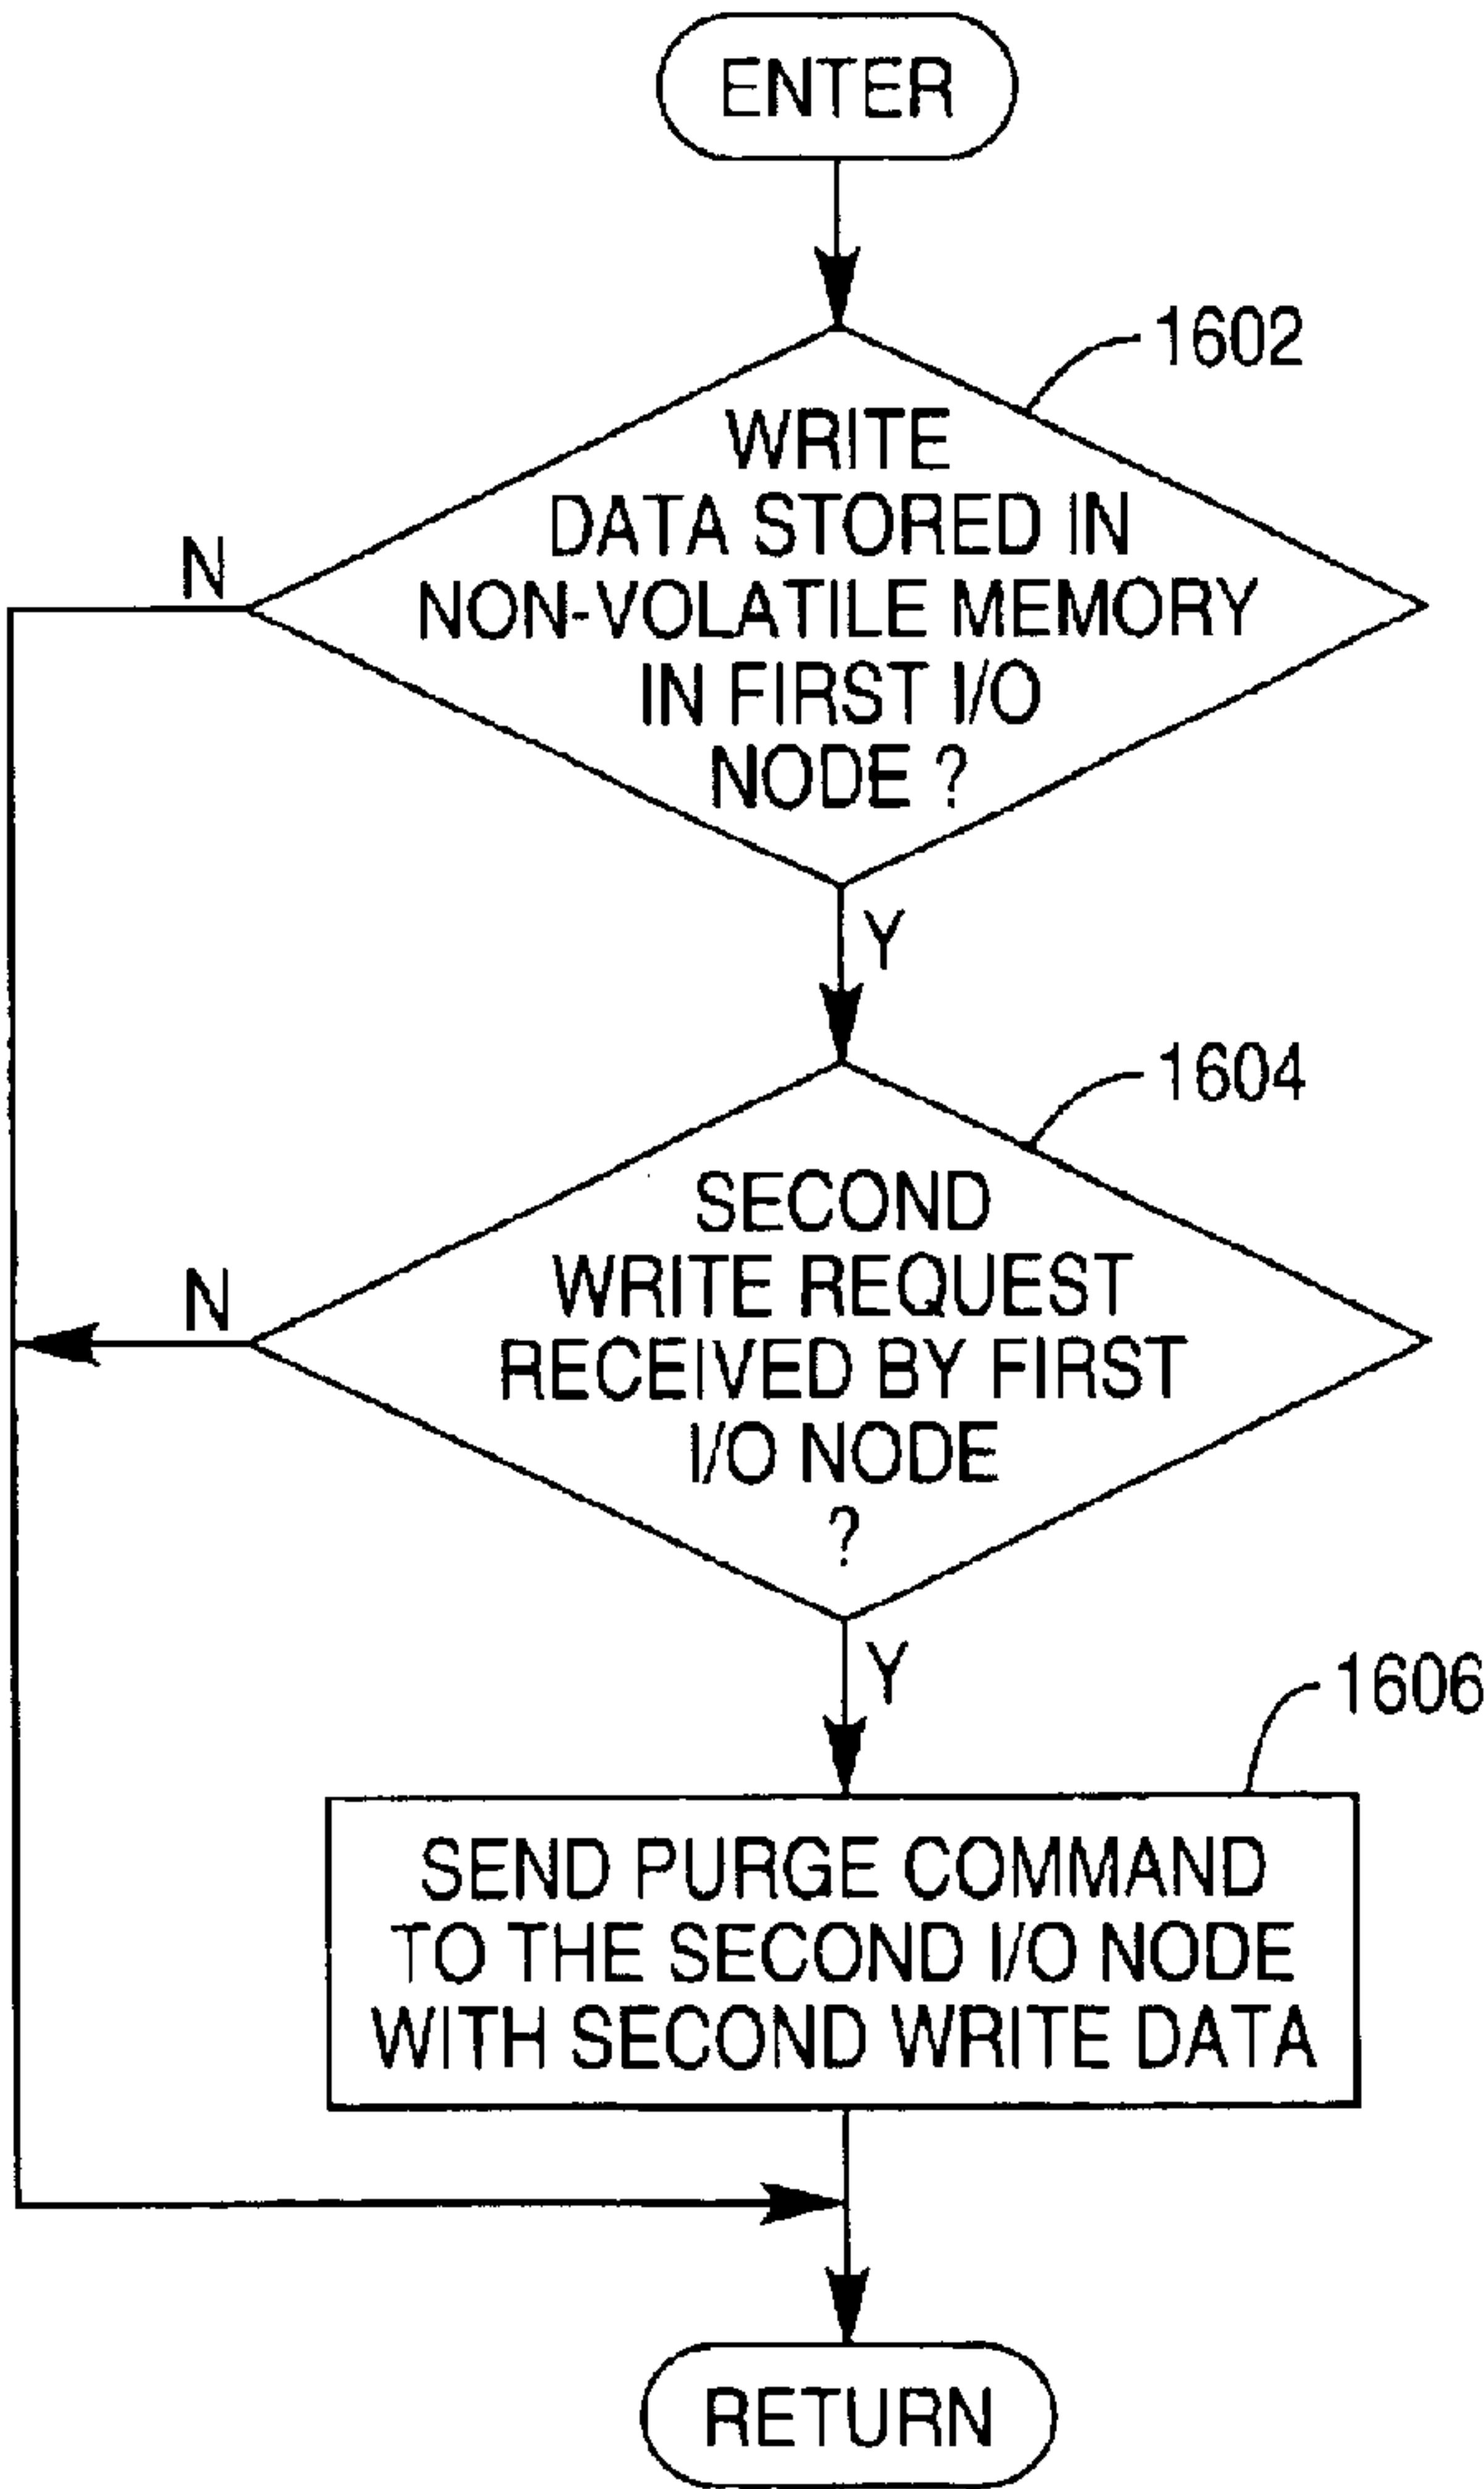 ENTER
1602
WRITE
DATA STORED IN
NON-VOLATILE MEMORY
IN FIRST I/O
NODE ?
N
Y
1604
SECOND
WRITE REQUEST
RECEIVED BY FIRST
I/O NODE
?
N
Y
1606
SEND PURGE COMMAND
TO THE SECOND I/O NODE
WITH SECOND WRITE DATA
RETURN